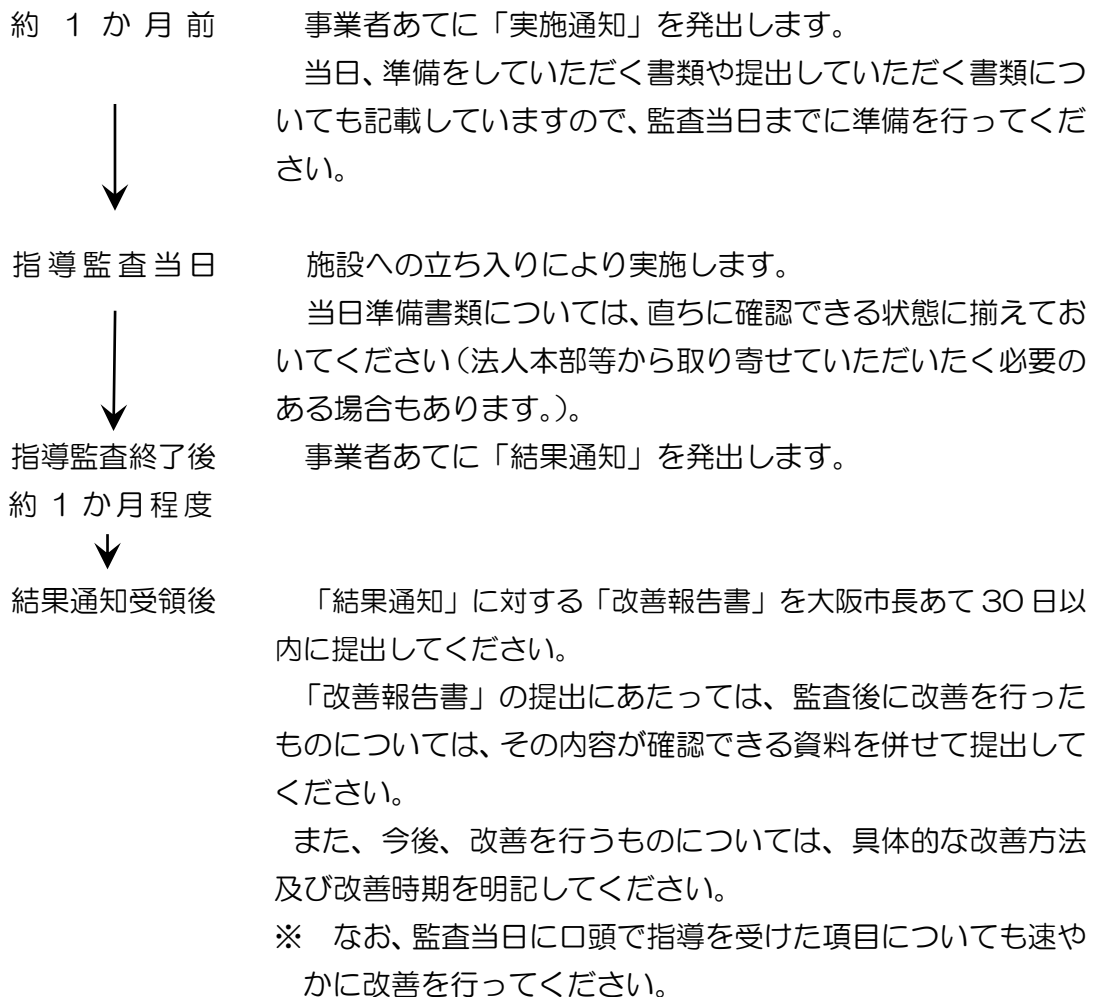 約１か月前　事業者あてに「実施通知」を発出します。
当日、準備をしていただく書類や提出していただく書類につ
いても記載していますので、監査当日までに準備を行ってくだ
さい。
指導監査当日　施設への立ち入りにより実施します。
当日準備書類については、直ちに確認できる状態に揃えてお
いてください（法人本部等から取り寄せていただいたく必要の
ある場合もあります。）。
指導監査終了後　事業者あてに「結果通知」を発出します。
約１か月程度
結果通知受領後　「結果通知」に対する「改善報告書」を大阪市長あて 30 日以
内に提出してください。
「改善報告書」の提出にあたっては、監査後に改善を行った
ものについては、その内容が確認できる資料を併せて提出して
ください。
また、今後、改善を行うものについては、具体的な改善方法
及び改善時期を明記してください。
※　なお、監査当日に口頭で指導を受けた項目についても速や
かに改善を行ってください。